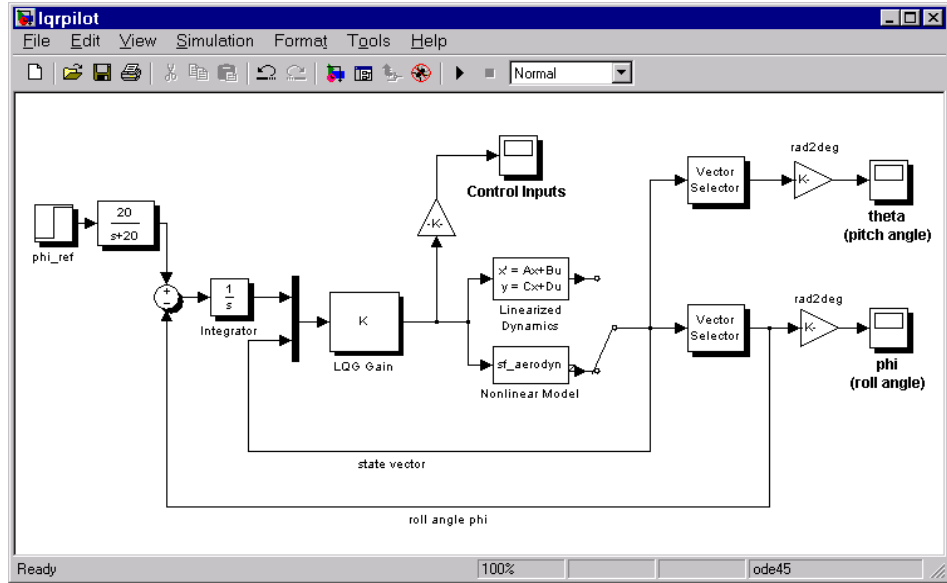 lqrpilot
File Edit View Simulation Format Tools Help
Normal
phi_ref
20
s+20
+
−
1
s
Integrator
K
LQG Gain
-K-
Control Inputs
x' = Ax+Bu
y = Cx+Du
Linearized
Dynamics
sf_aerodyn
Nonlinear Model
Vector
Selector
rad2deg
-K-
theta
(pitch angle)
Vector
Selector
rad2deg
-K-
phi
(roll angle)
state vector
roll angle phi
Ready 100% ode45